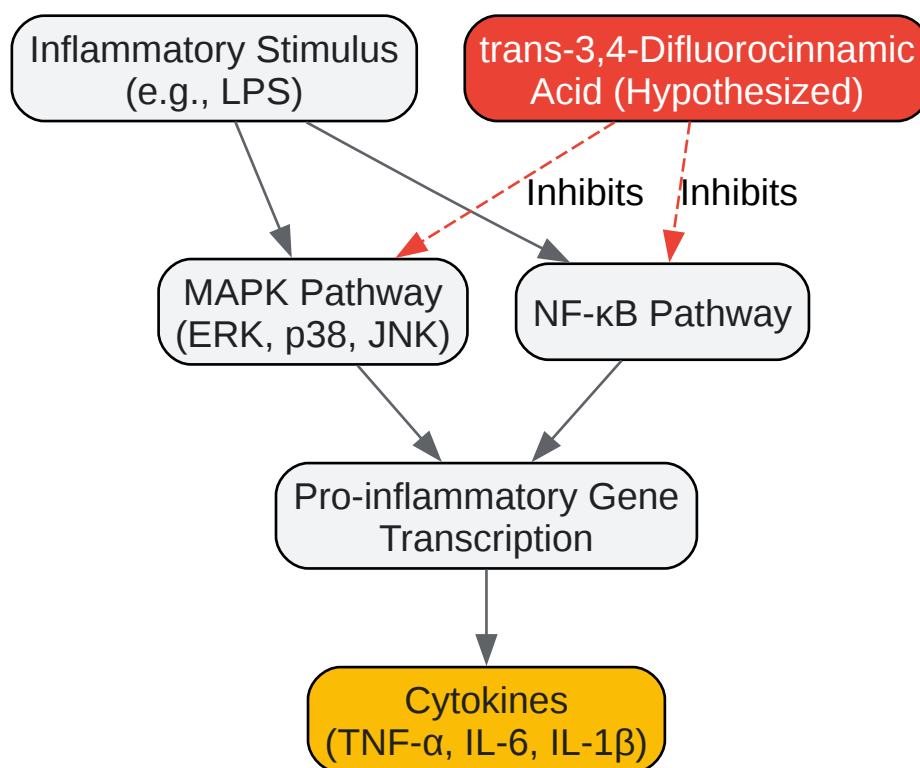 Inflammatory Stimulus
(e.g., LPS)
trans-3,4-Difluorocinnamic
Acid (Hypothesized)
Inhibits
Inhibits
MAPK Pathway
(ERK, p38, JNK)
NF-κB Pathway
Pro-inflammatory Gene
Transcription
Cytokines
(TNF-α, IL-6, IL-1β)